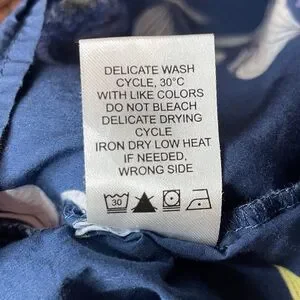 DELICATE WASH
CYCLE, 30°C
WITH LIKE COLORS
DO NOT BLEACH
DELICATE DRYING
CYCLE
IRON DRY LOW HEAT
IF NEEDED,
WRONG SIDE
30